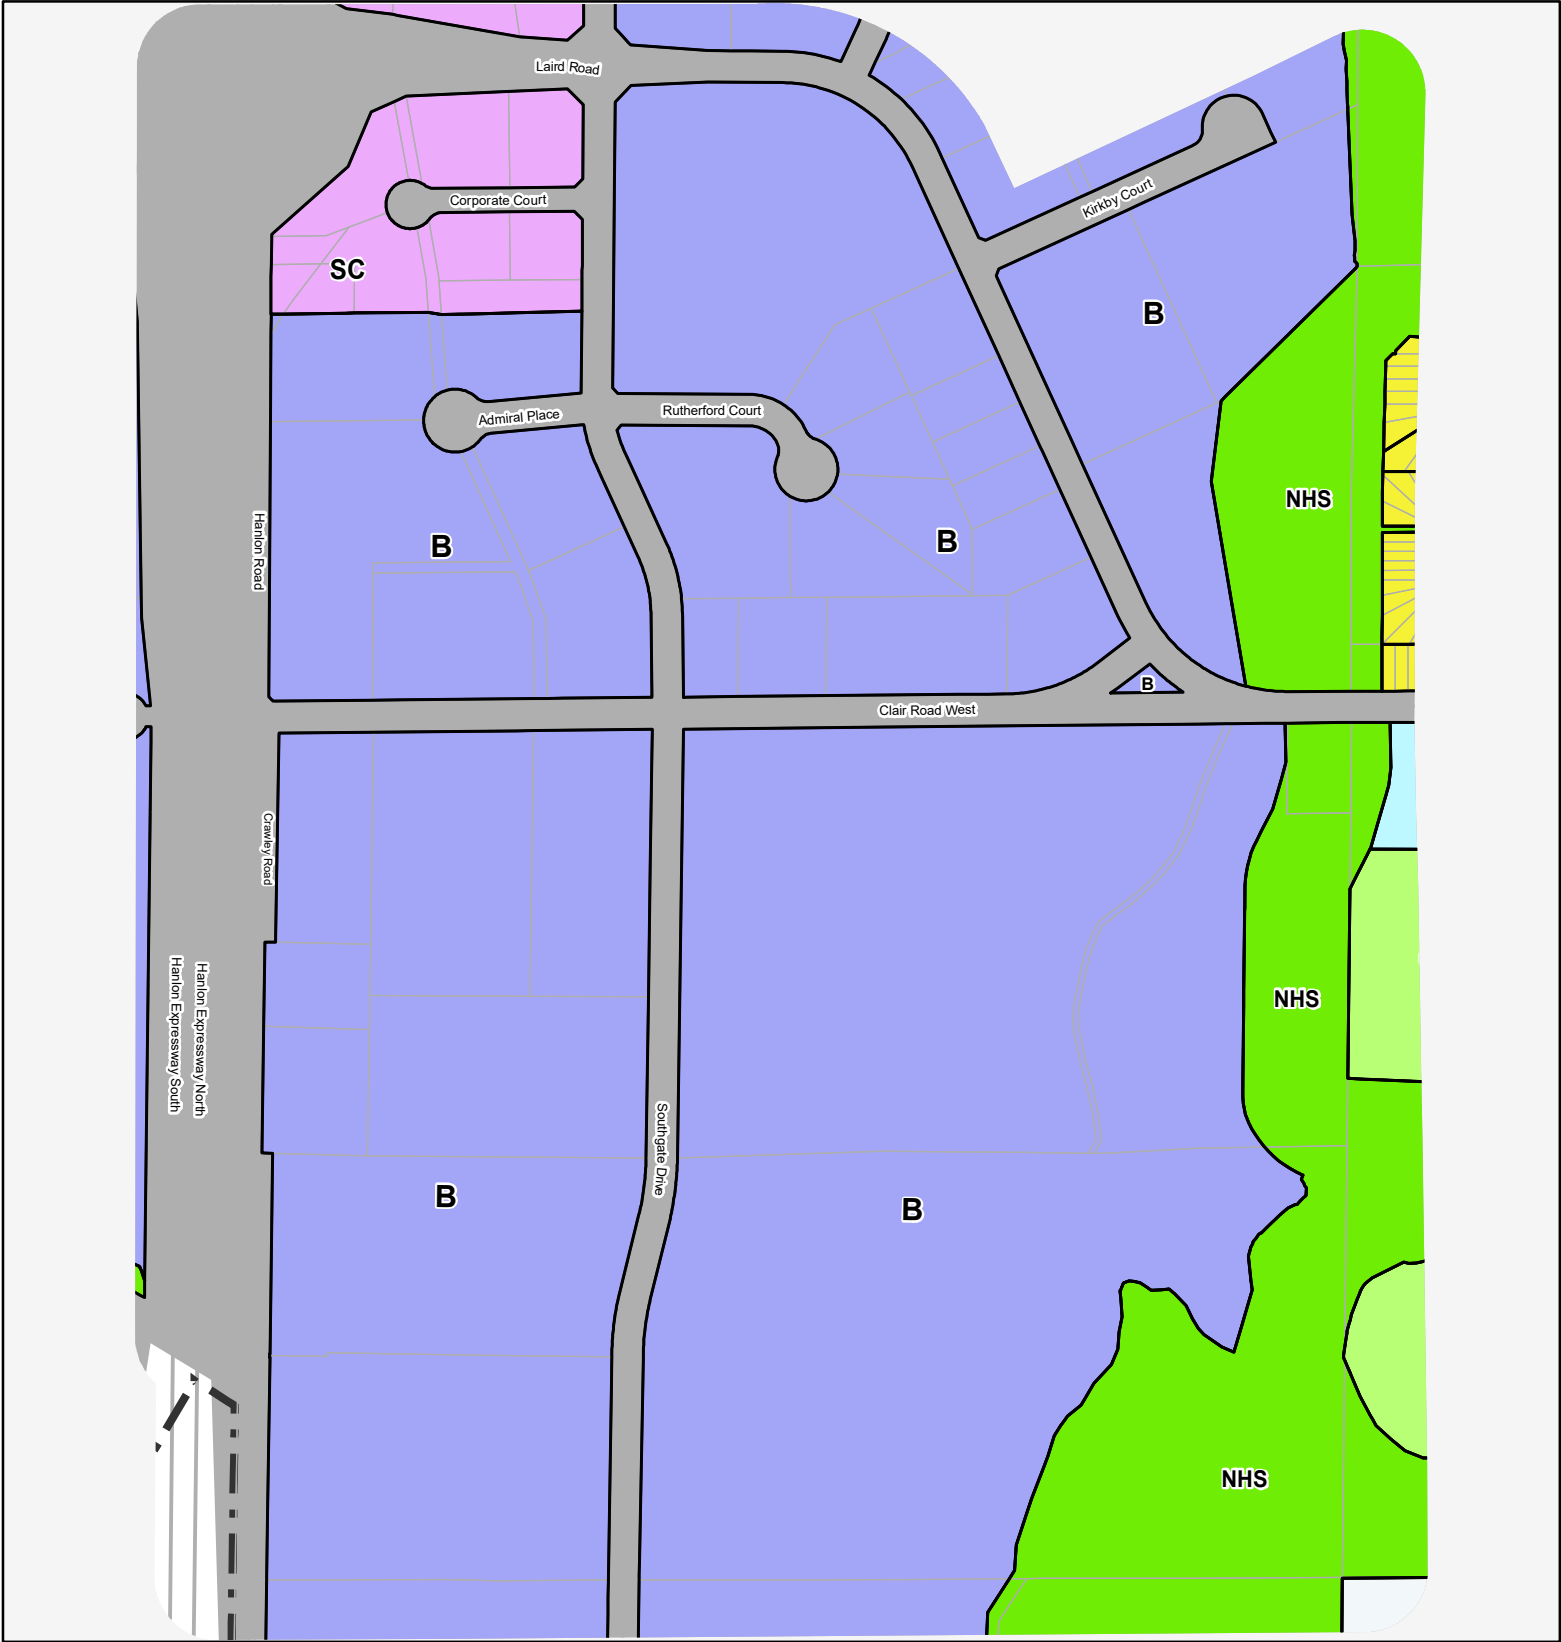 Laird Road
Corporate Court
Kirkby Court
SC
B
Admiral Place
Rutherford Court
NHS
Hanlon Road
B
B
B
Clair Road West
Crawley Road
Hanlon Expressway South
Hanlon Expressway North
NHS
Southgate Drive
B
B
NHS